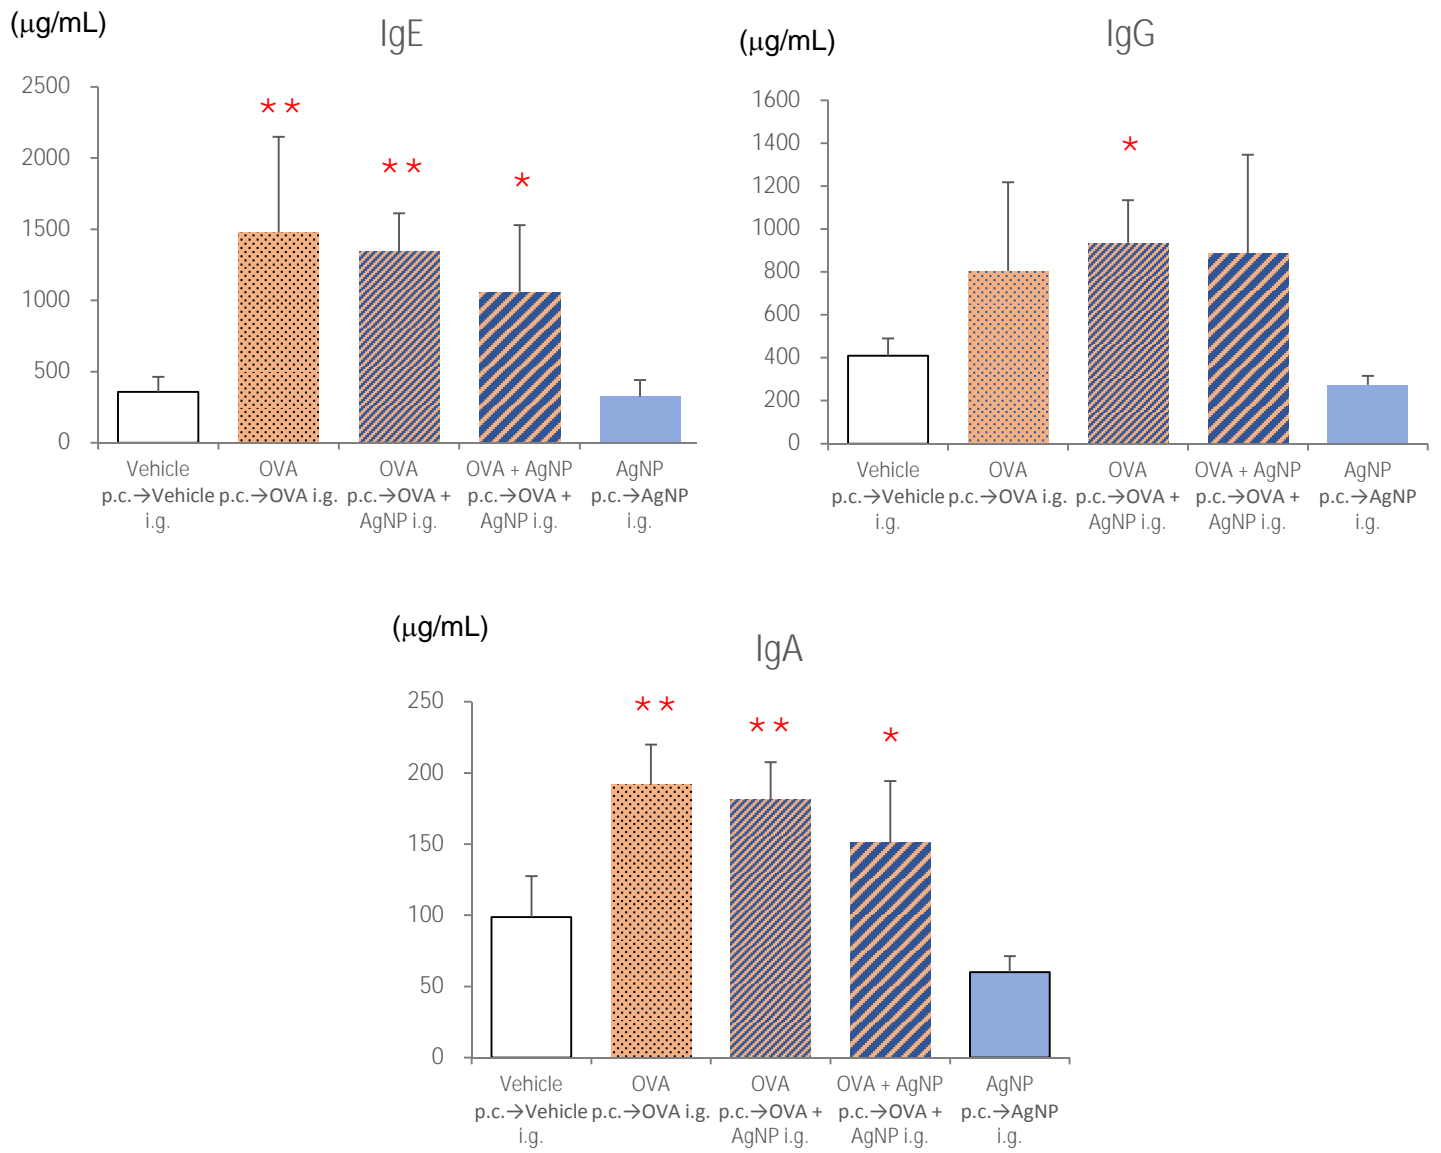 (μg/mL)
IgE
2500
2000
1500
1000
500
0
** 
**
*
Vehicle OVA OVA OVA + AgNP AgNP
p.c.→Vehicle p.c.→OVA i.g. p.c.→OVA + p.c.→OVA + p.c.→AgNP
i.g. AgNP i.g. AgNP i.g. i.g.
(μg/mL)
IgG
1600
1400
1200
1000
800
600
400
200
0
*
Vehicle OVA OVA OVA + AgNP AgNP
p.c.→Vehicle p.c.→OVA i.g. p.c.→OVA + p.c.→OVA + p.c.→AgNP
i.g. AgNP i.g. AgNP i.g. i.g.
(μg/mL)
IgA
250
200
150
100
50
0
**
**
*
Vehicle OVA OVA OVA + AgNP AgNP
p.c.→Vehicle p.c.→OVA i.g. p.c.→OVA + p.c.→OVA + p.c.→AgNP
i.g. AgNP i.g. AgNP i.g. i.g.